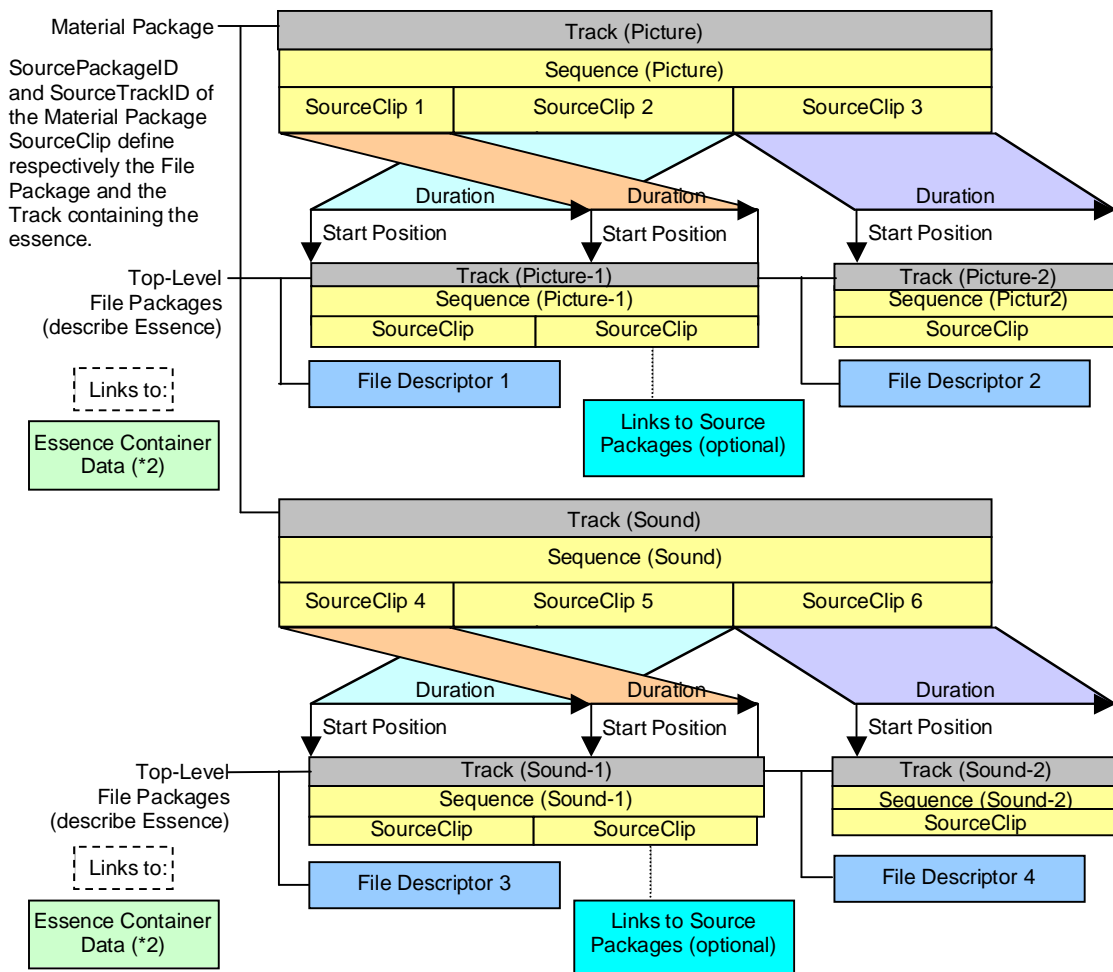 Material Package
Track (Picture)
SourcePackageID
and SourceTrackID of
the Material Package
SourceClip define
respectively the File
Package and the
Track containing the
essence.
Sequence (Picture)
SourceClip 1
SourceClip 2
SourceClip 3
Duration
Duration
Duration
Start Position
Start Position
Start Position
Top-Level
File Packages
(describe Essence)
Track (Picture-1)
Sequence (Picture-1)
SourceClip
SourceClip
Track (Picture-2)
Sequence (Pictur2)
SourceClip
File Descriptor 1
File Descriptor 2
Links to:
Essence Container
Data (*2)
Links to Source
Packages (optional)
Track (Sound)
Sequence (Sound)
SourceClip 4
SourceClip 5
SourceClip 6
Duration
Duration
Duration
Start Position
Start Position
Start Position
Top-Level
File Packages
(describe Essence)
Track (Sound-1)
Sequence (Sound-1)
SourceClip
SourceClip
Track (Sound-2)
Sequence (Sound-2)
SourceClip
Links to:
File Descriptor 3
File Descriptor 4
Essence Container
Data (*2)
Links to Source
Packages (optional)